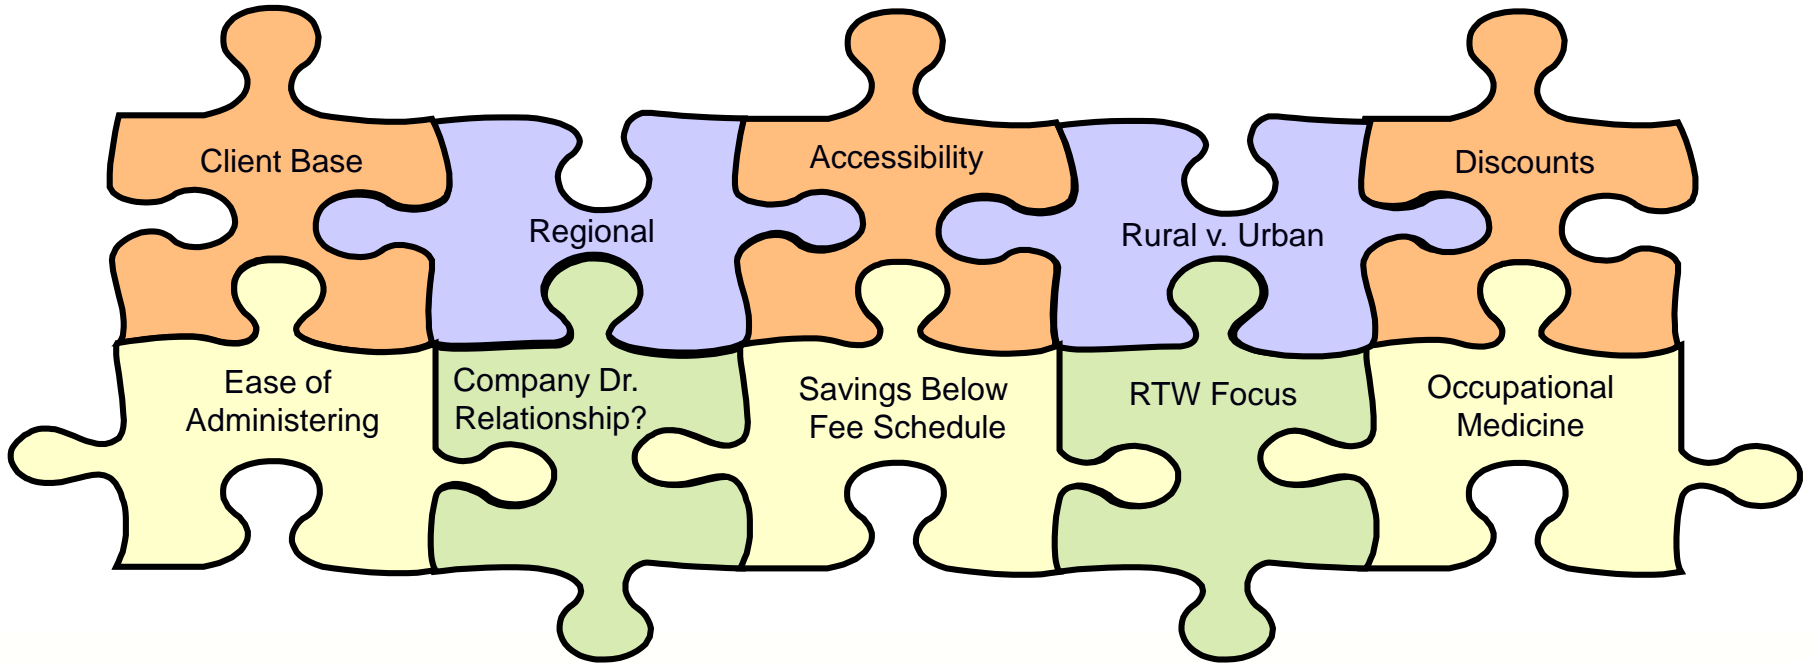 Client Base
Regional
Accessibility
Rural v. Urban
Discounts
Ease of
Administering
Company Dr.
Relationship?
Savings Below
Fee Schedule
RTW Focus
Occupational
Medicine